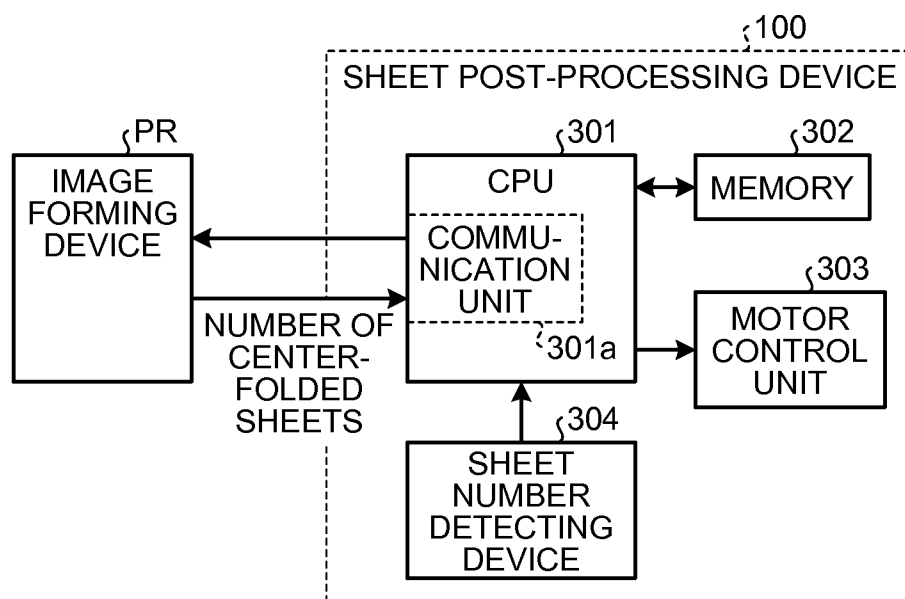 100
SHEET POST-PROCESSING DEVICE
PR
IMAGE
FORMING
DEVICE
301
CPU
COMMU-
NICATION
UNIT
301a
302
MEMORY
303
MOTOR
CONTROL
UNIT
NUMBER OF
CENTER-
FOLDED
SHEETS
304
SHEET
NUMBER
DETECTING
DEVICE